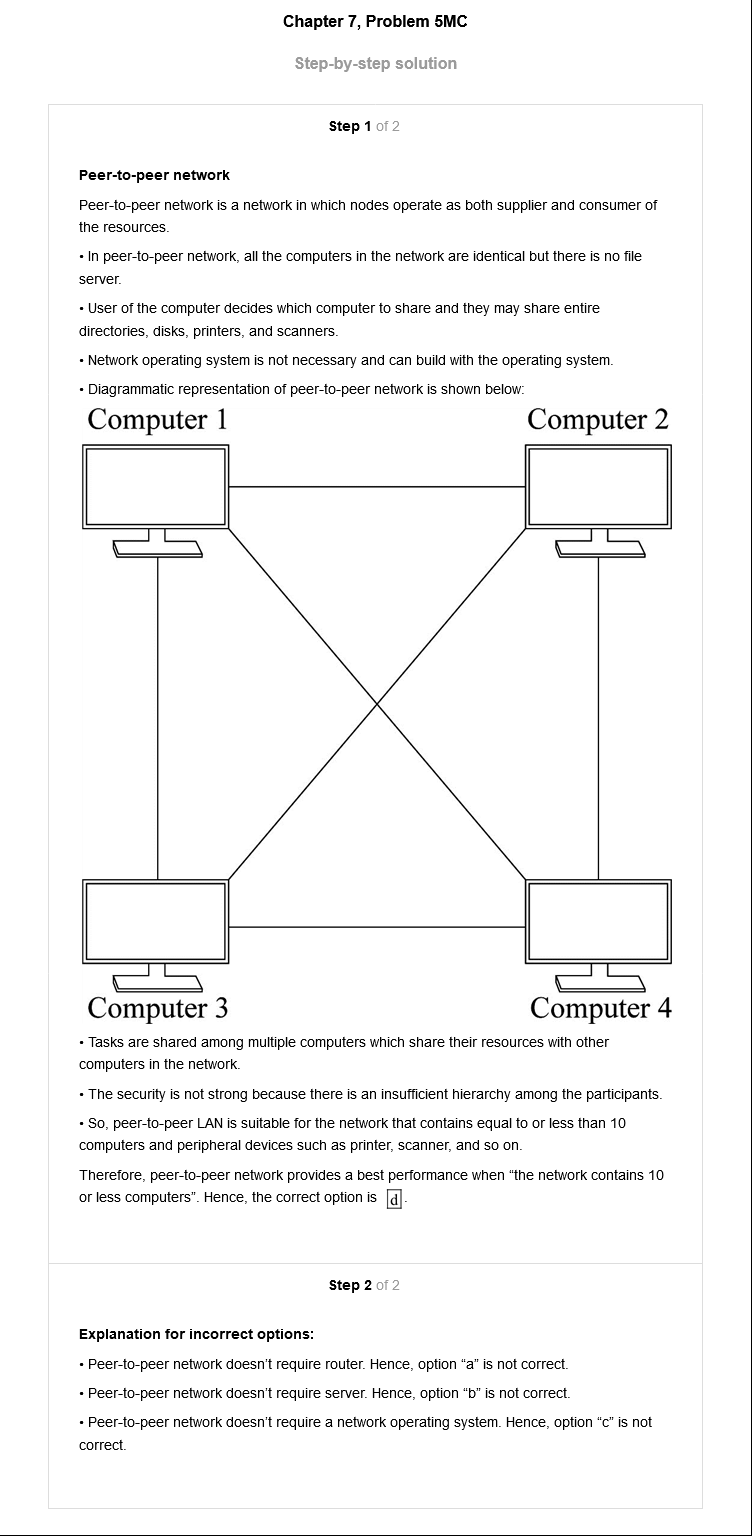 Chapter 7, Problem 5MC
Step-by-step solution
Step 1 of 2
Peer-to-peer network
Peer-to-peer network is a network in which nodes operate as both supplier and consumer of
the resources.
• In peer-to-peer network, all the computers in the network are identical but there is no file
server.
• User of the computer decides which computer to share and they may share entire
directories, disks, printers, and scanners.
• Network operating system is not necessary and can build with the operating system.
• Diagrammatic representation of peer-to-peer network is shown below:
Computer 1
Computer 2
Computer 3
Computer 4
• Tasks are shared among multiple computers which share their resources with other
computers in the network.
• The security is not strong because there is an insufficient hierarchy among the participants.
• So, peer-to-peer LAN is suitable for the network that contains equal to or less than 10
computers and peripheral devices such as printer, scanner, and so on.
Therefore, peer-to-peer network provides a best performance when “the network contains 10
or less computers”. Hence, the correct option is d.
Step 2 of 2
Explanation for incorrect options:
• Peer-to-peer network doesn’t require router. Hence, option “a” is not correct.
• Peer-to-peer network doesn’t require server. Hence, option “b” is not correct.
• Peer-to-peer network doesn’t require a network operating system. Hence, option “c” is not
correct.